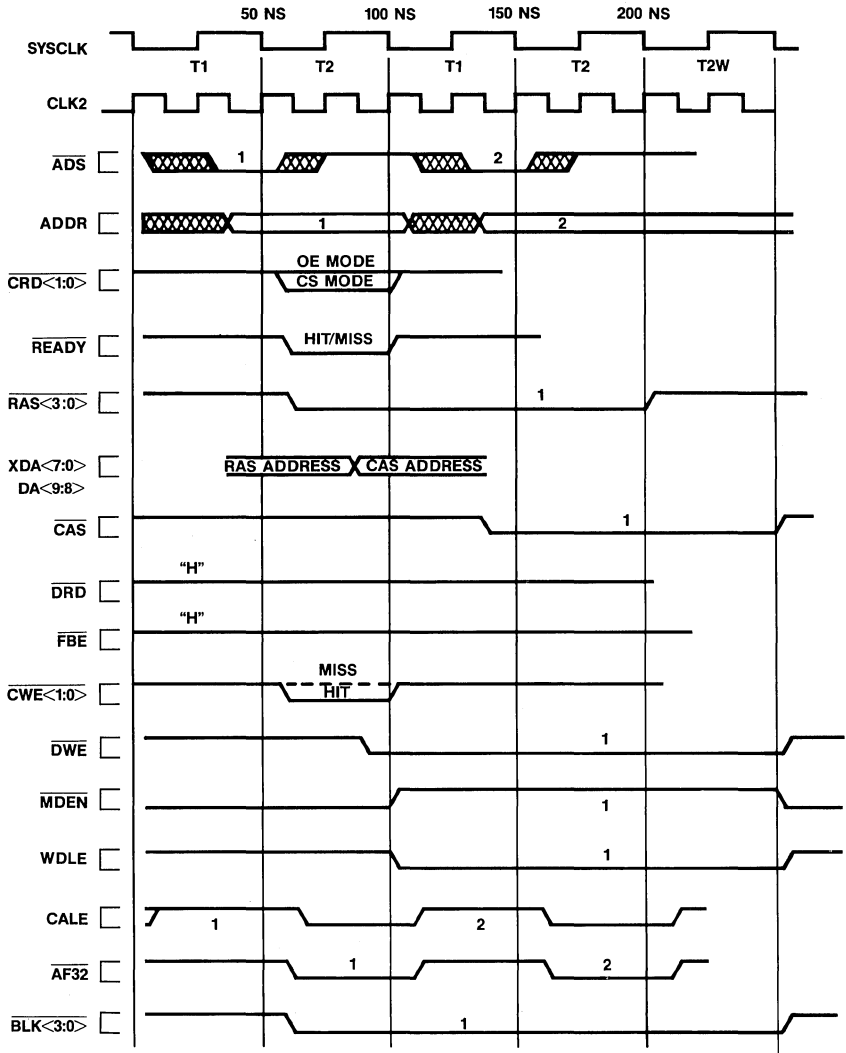 50 NS 100 NS 150 NS 200 NS
SYSCLK
T1 T2 T1 T2 T2W
CLK2
ADS 1 2
ADDR 1 2
OE MODE
CRD<1:0> CS MODE
READY HIT/MISS
RAS<3:0> 1
XDA<7:0> RAS ADDRESS CAS ADDRESS
DA<9:8>
CAS 1
"H"
DRD
"H"
FBE
MISS
CWE<1:0> HIT
DWE 1
MDEN 1
WDLE 1
CALE 1 2
AF32 1 2
BLK<3:0> 1